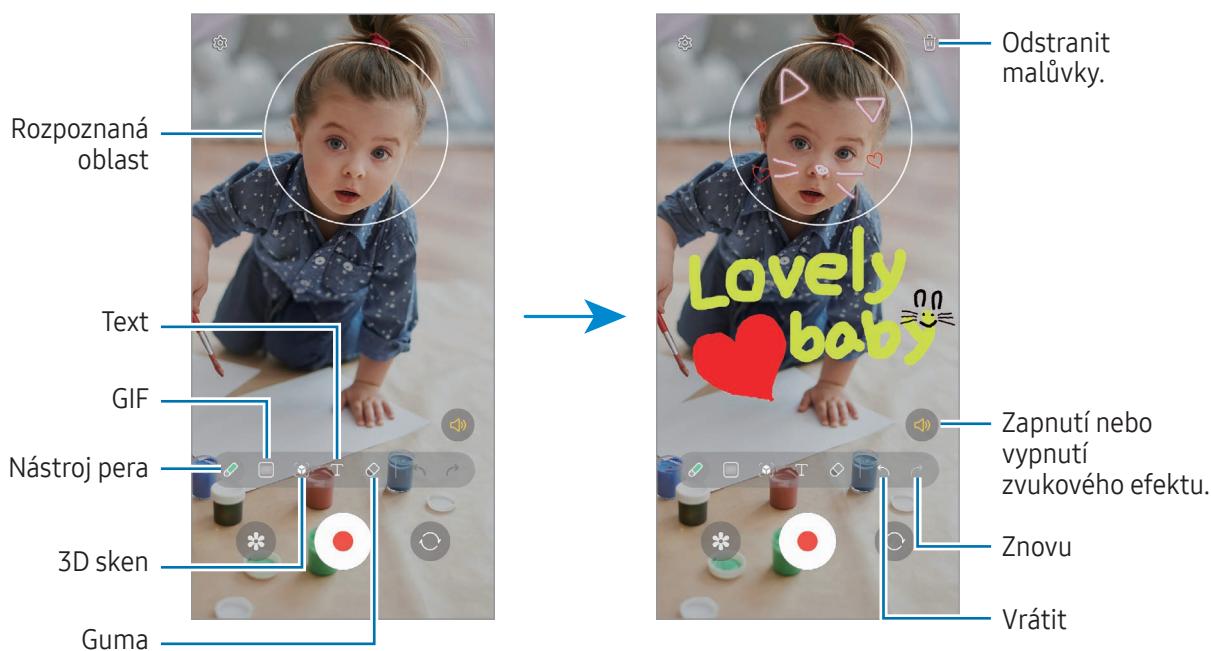 Rozpoznaná
oblast
Text
GIF
Nástroj pera
3D sken
Guma
T
Lovely
baby
T
Odstranit
malůvky.
Zapnutí nebo
vypnutí
zvukového efektu.
Znovu
Vrátit